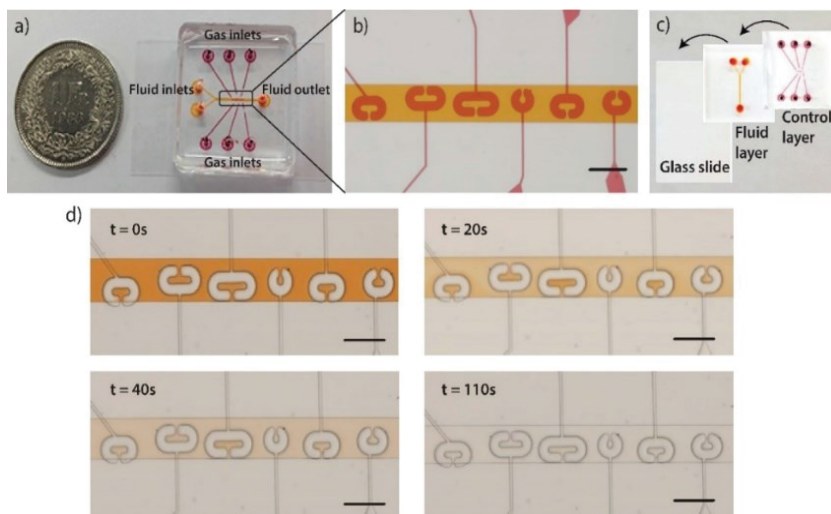 a)
Gas inlets
Fluid inlets
Fluid outlet
Gas inlets
b)
c)
Glass slide
Fluid
layer
Control
layer
d)
t = 0s
t = 20s
t = 40s
t = 110s